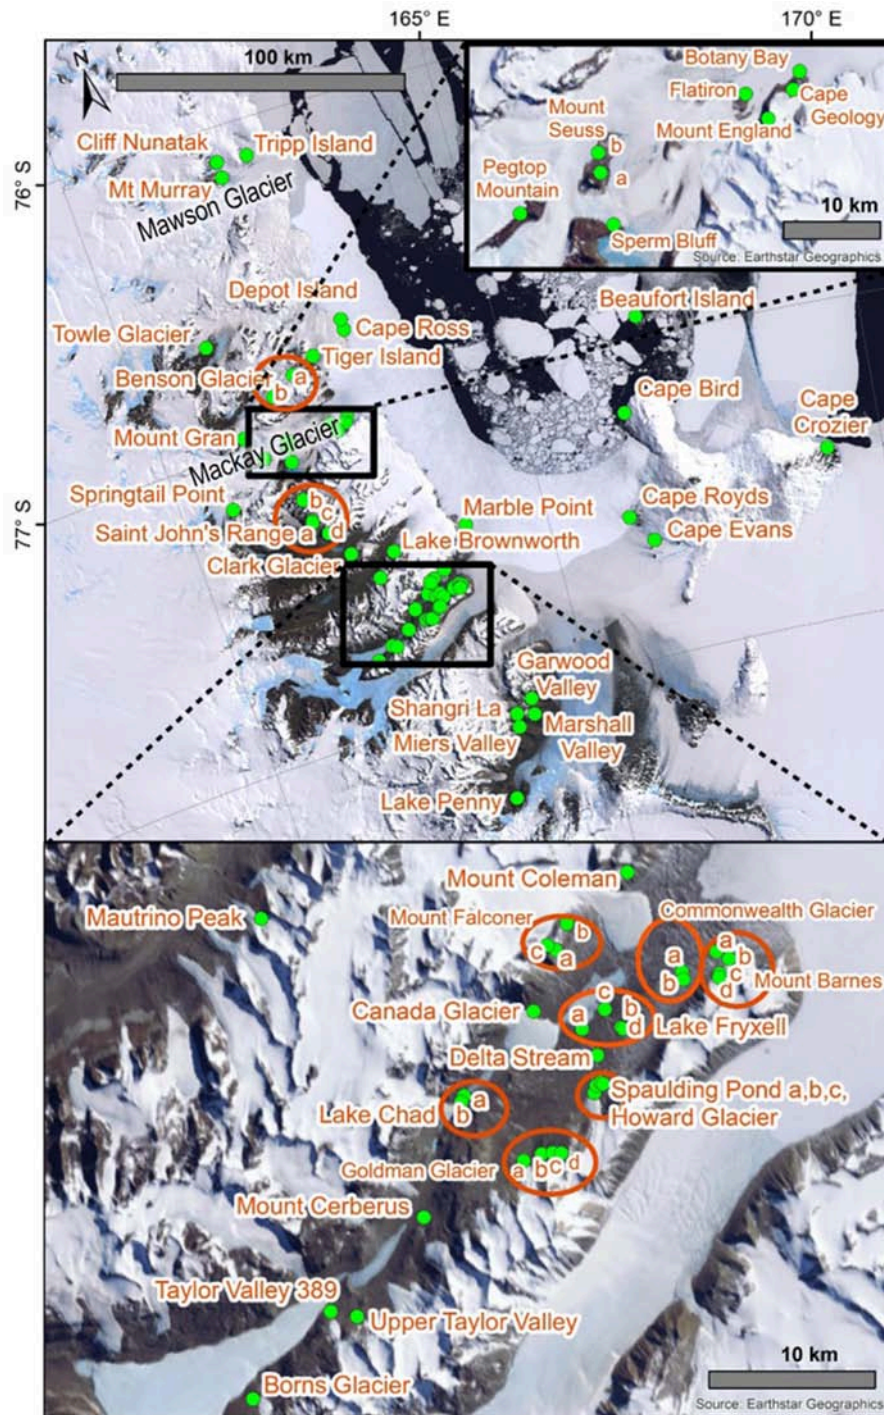 165° E
170° E
N
100 km
76° S
77° S
Cliff Nunatak
Tripp Island
Mt Murray
Mawson Glacier
Botany Bay
Flatiron
Cape
Geology
Mount
Seuss
b
a
Mount England
Pegtop
Mountain
Sperm Bluff
10 km
Source: Earthstar Geographics
Depot Island
Cape Ross
Towle Glacier
Tiger Island
Benson Glacier
a
b
Beaufort Island
Cape Bird
Cape
Crozier
Mount Gran
Mackay Glacier
Springtail Point
b
c
Saint John's Range a
d
Marble Point
Cape Royds
Cape Evans
Lake Brownworth
Clark Glacier
Garwood
Valley
Shangri La
Marshall
Valley
Miers Valley
Lake Penny
Mount Coleman
Mautrino Peak
Mount Falconer
b
c
a
Commonwealth Glacier
a
b
a
b
c
d
Mount Barnes
Canada Glacier
c
a
b
d
Lake Fryxell
Delta Stream
Spaulding Pond a,b,c,
Howard Glacier
Lake Chad
a
b
Goldman Glacier
a
b
c
d
Mount Cerberus
Taylor Valley 389
Upper Taylor Valley
Borns Glacier
10 km
Source: Earthstar Geographics